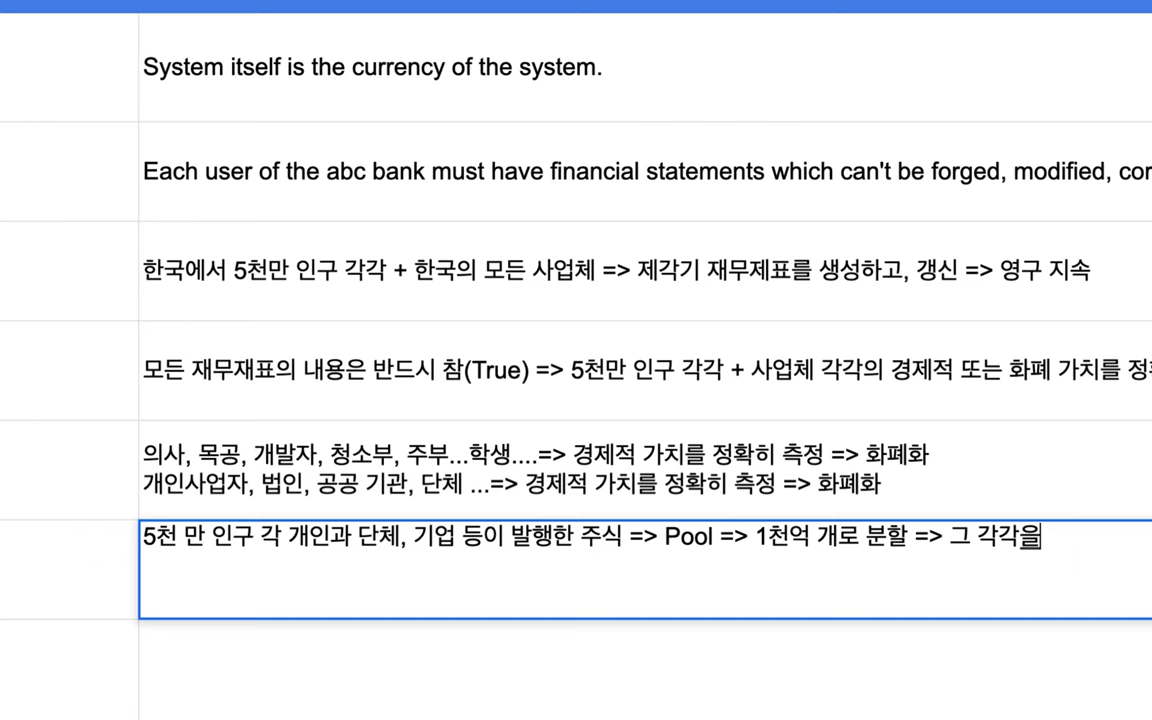 System itself is the currency of the system.
Each user of the abc bank must have financial statements which can't be forged, modified,
한국에서 5천만 인구 각각 + 한국의 모든 사업체 => 제각기 재무제표를 생성하고, 갱신 => 영구 지속
모든 재무재표의 내용은 반드시 참(True) => 5천만 인구 각각 + 사업체 각각의 경제적 또는 화폐 가치를
의사, 목공, 개발자, 청소부, 주부...학생....=> 경제적 가치를 정확히 측정 => 화폐화
개인사업자, 법인, 공공 기관, 단체 ...=> 경제적 가치를 정확히 측정 => 화폐화
5천 만 인구 각 개인과 단체, 기업 등이 발행한 주식 => Pool => 1천억 개로 분할 => 그 각각을